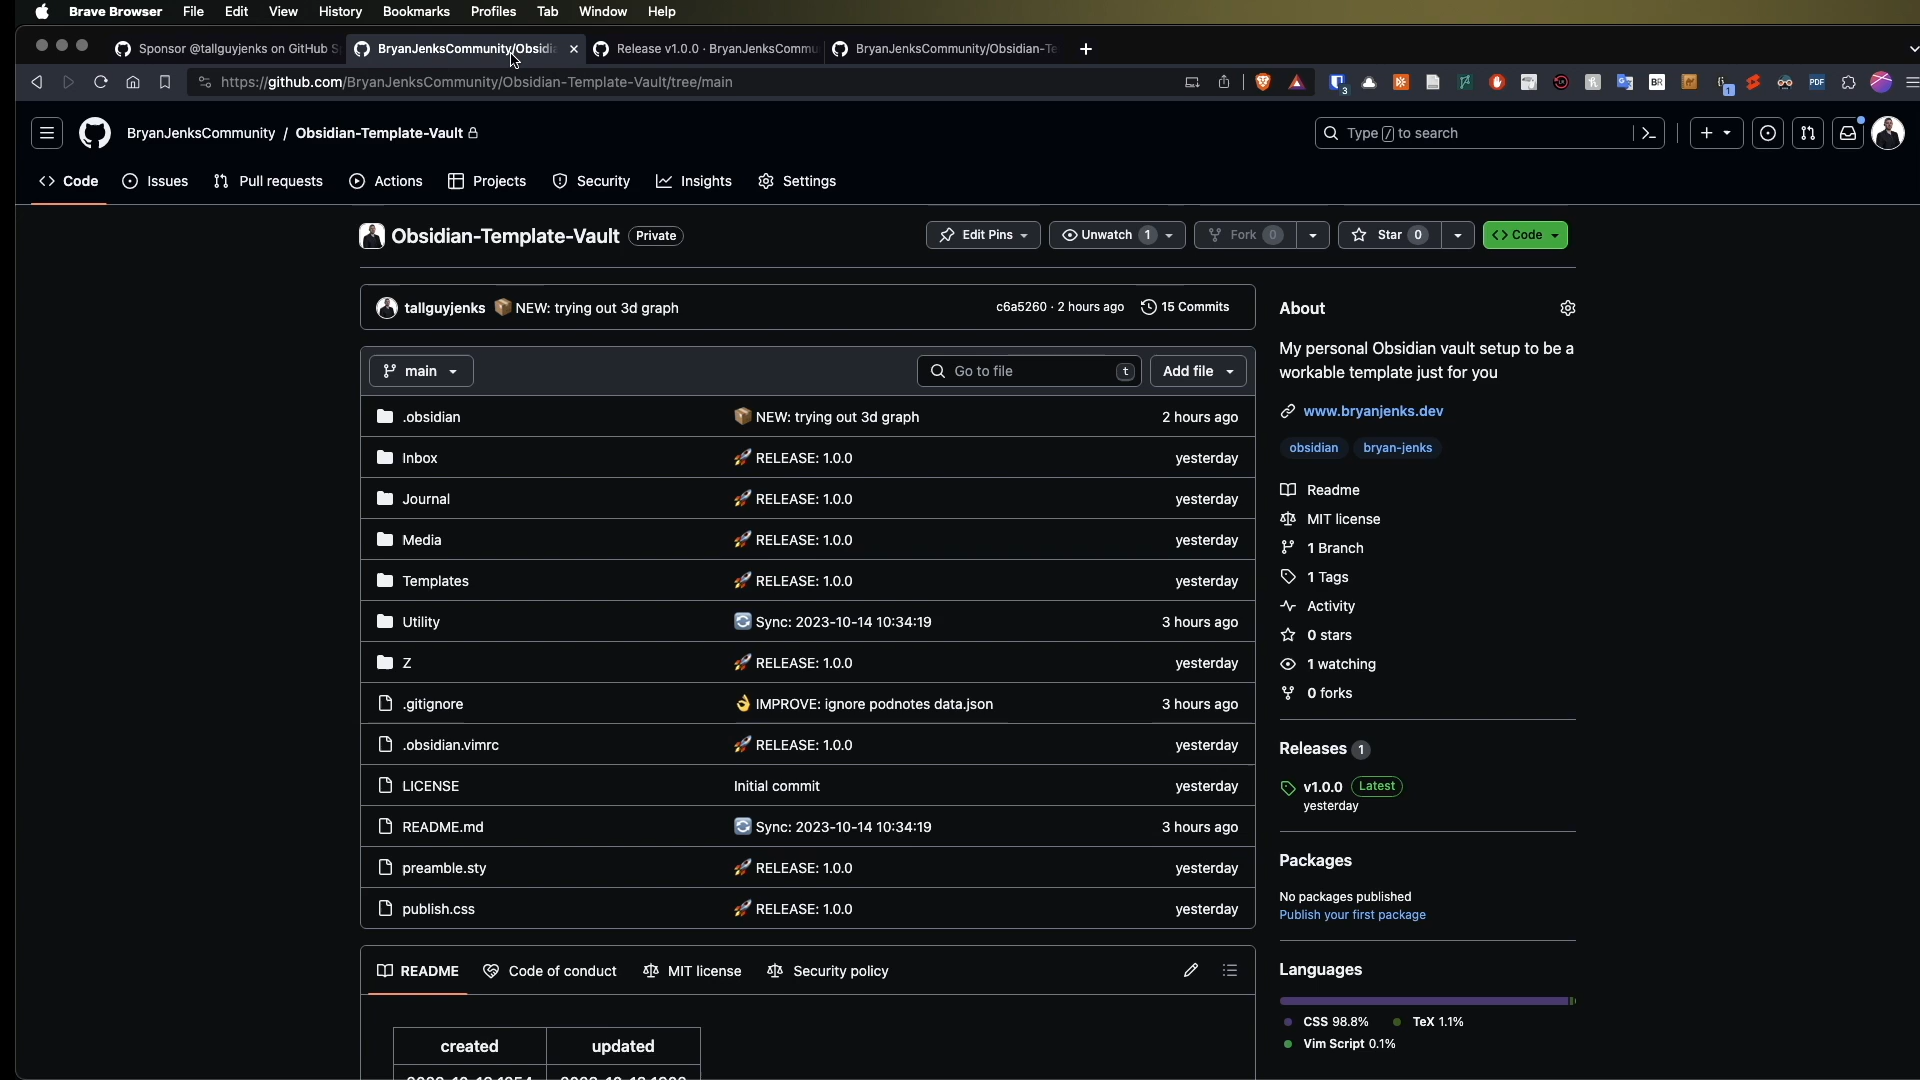 Brave Browser File Edit View History Bookmarks Profiles Tab Window Help
Sponsor @tallguyjenks on GitHub S BryanJenksCommunity/Obsidia Release v1.0.0 · BryanJenksCommu BryanJenksCommunity/Obsidian-Te
https://github.com/BryanJenksCommunity/Obsidian-Template-Vault/tree/main
BryanJenksCommunity / Obsidian-Template-Vault
Type / to search
Code Issues Pull requests Actions Projects Security Insights Settings
Obsidian-Template-Vault Private
Edit Pins Unwatch 1 Fork 0 Star 0 Code
tallguyjenks NEW: trying out 3d graph c6a5260 · 2 hours ago 15 Commits
main Go to file t Add file
.obsidian NEW: trying out 3d graph 2 hours ago
Inbox RELEASE: 1.0.0 yesterday
Journal RELEASE: 1.0.0 yesterday
Media RELEASE: 1.0.0 yesterday
Templates RELEASE: 1.0.0 yesterday
Utility Sync: 2023-10-14 10:34:19 3 hours ago
Z RELEASE: 1.0.0 yesterday
.gitignore IMPROVE: ignore podnotes data.json 3 hours ago
.obsidian.vimrc RELEASE: 1.0.0 yesterday
LICENSE Initial commit yesterday
README.md Sync: 2023-10-14 10:34:19 3 hours ago
preamble.sty RELEASE: 1.0.0 yesterday
publish.css RELEASE: 1.0.0 yesterday
README Code of conduct MIT license Security policy
created updated
About
My personal Obsidian vault setup to be a
workable template just for you
www.bryanjenks.dev
obsidian bryan-jenks
Readme
MIT license
1 Branch
1 Tags
Activity
0 stars
1 watching
0 forks
Releases 1
v1.0.0 Latest
yesterday
Packages
No packages published
Publish your first package
Languages
CSS 98.8% TeX 1.1%
Vim Script 0.1%